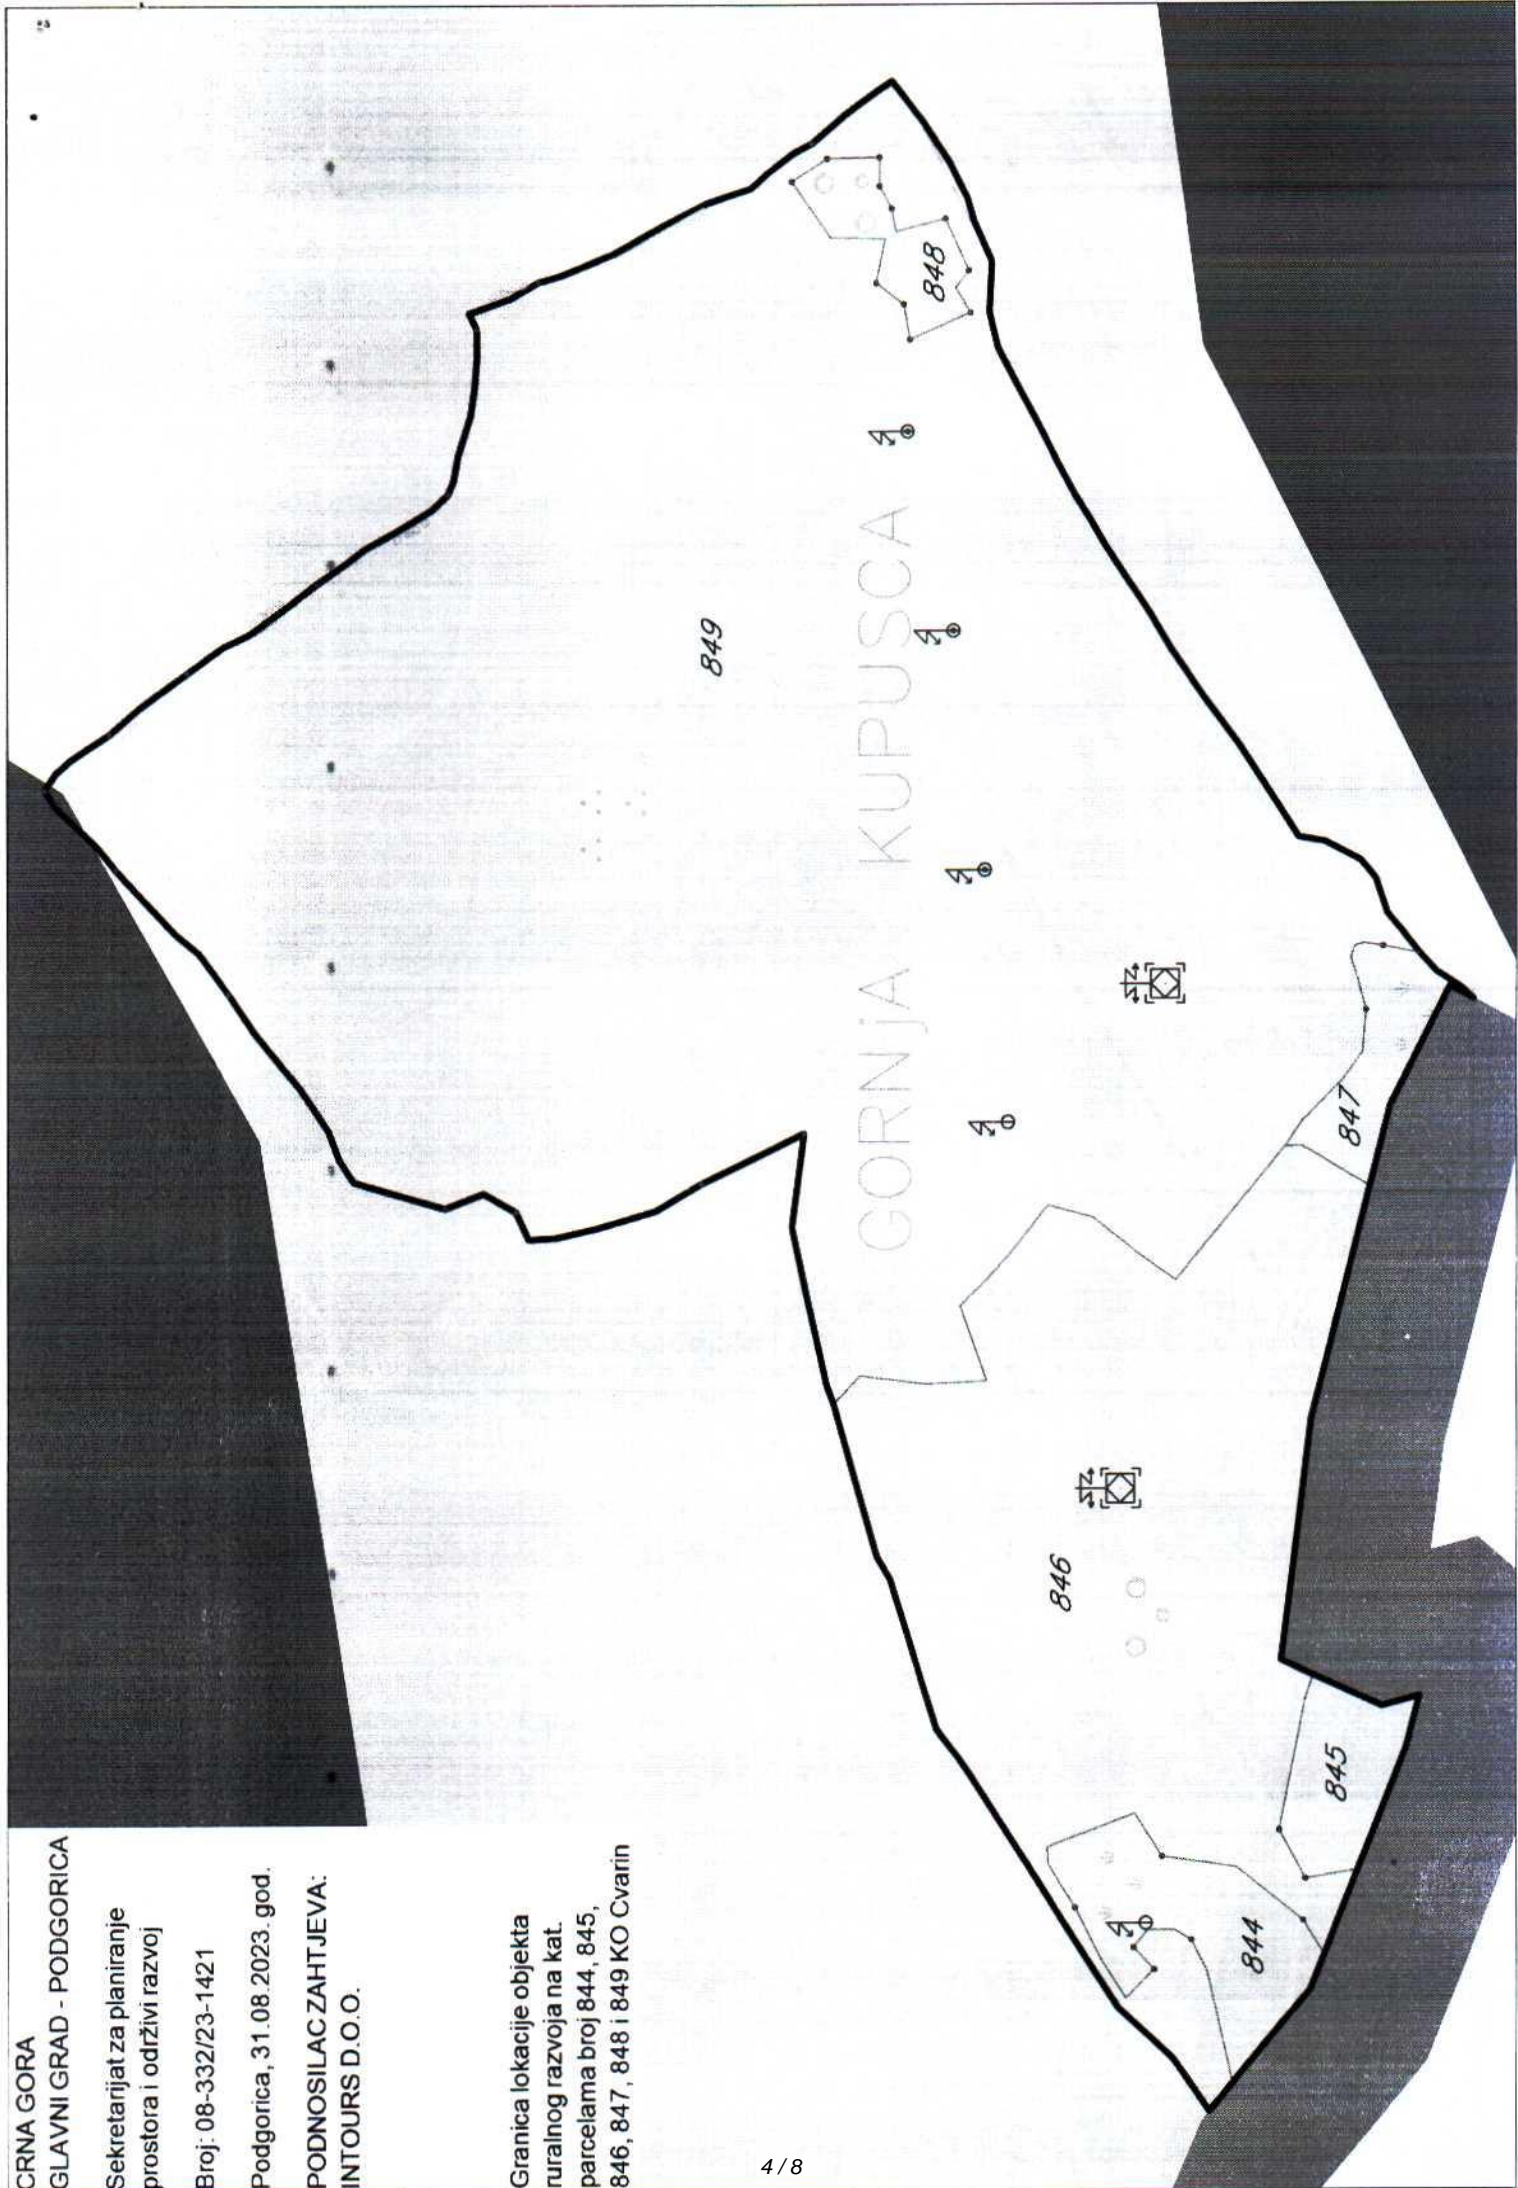 CRNA GORA
GLAVNI GRAD - PODGORICA
Sekretarijat za planiranje
prostora i održivi razvoj
Broj: 08-332/23-1421
Podgorica, 31.08.2023. god.
PODNOSILAC ZAHTJEVA:
INTOURS D.O.O.
Granica lokacije objekta
ruralnog razvoja na kat.
parcelama broj 844, 845,
846, 847, 848 i 849 KO Cvarin
848
849
GORNJA KUPUSCA
847
846
845
844
4 / 8